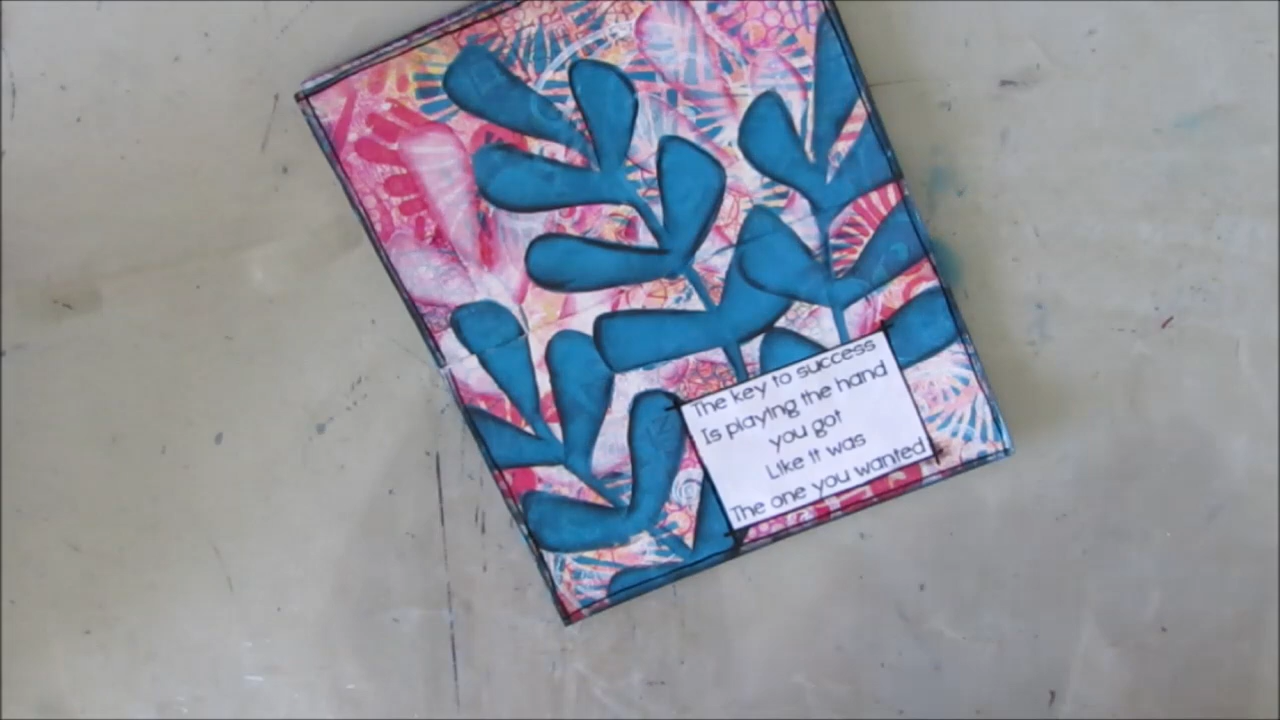 The key to success
Is playing the hand
you got
Like it was
The one you wanted